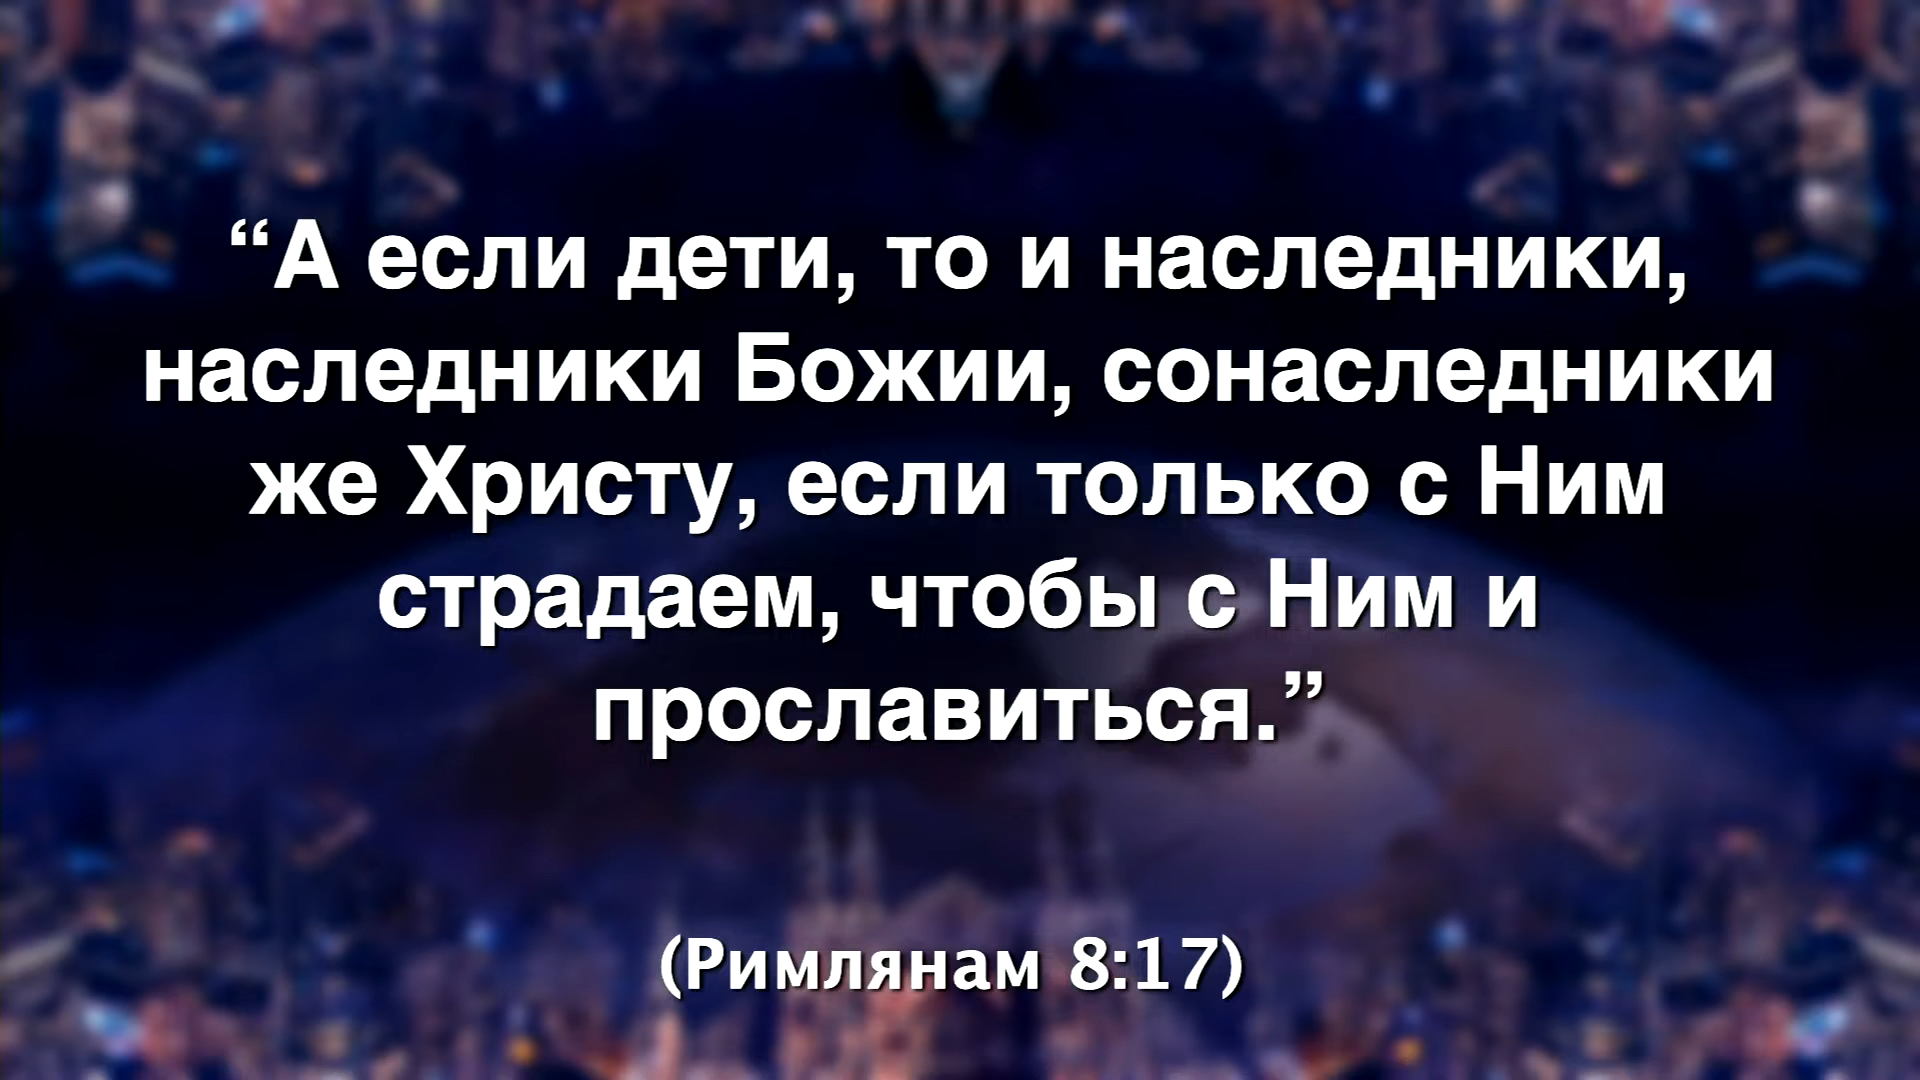 “А если дети, то и наследники,
наследники Божии, сонаследники
же Христу, если только с Ним
страдаем, чтобы с Ним и
прославиться.”
(Римлянам 8:17)